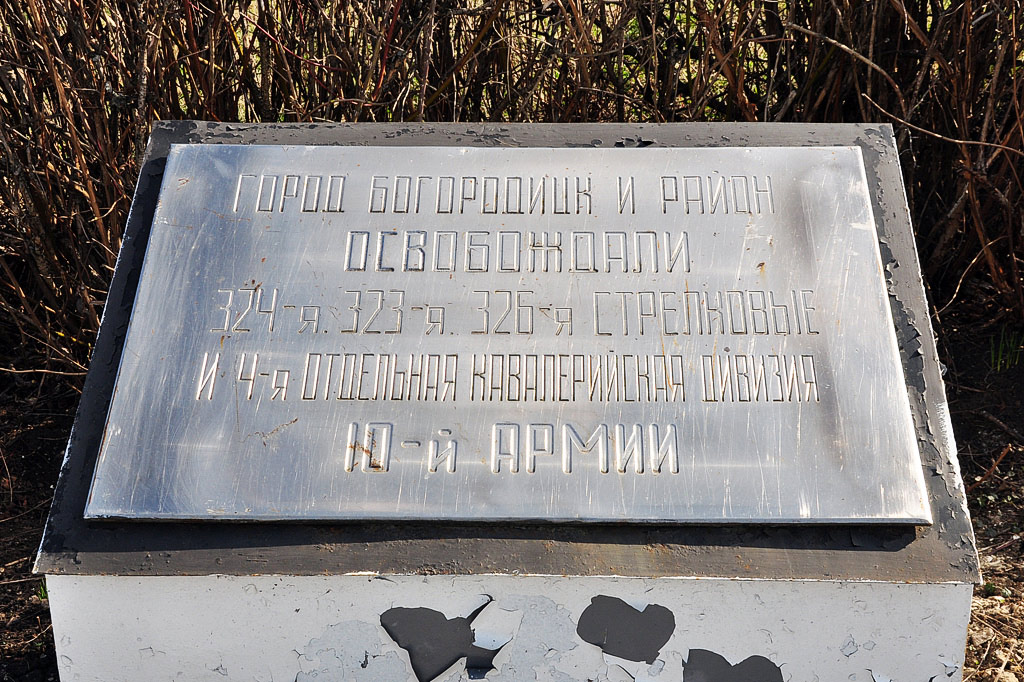 ГОРОД БОГОРОДИЦК И РАЙОН
ОСВОБОЖДАЛИ
324-я. 323-я. 326-я СТРЕЛКОВЫЕ
И 4-я ОТДЕЛЬНАЯ КАВАЛЕРИЙСКАЯ ДИВИЗИЯ
10-й АРМИИ